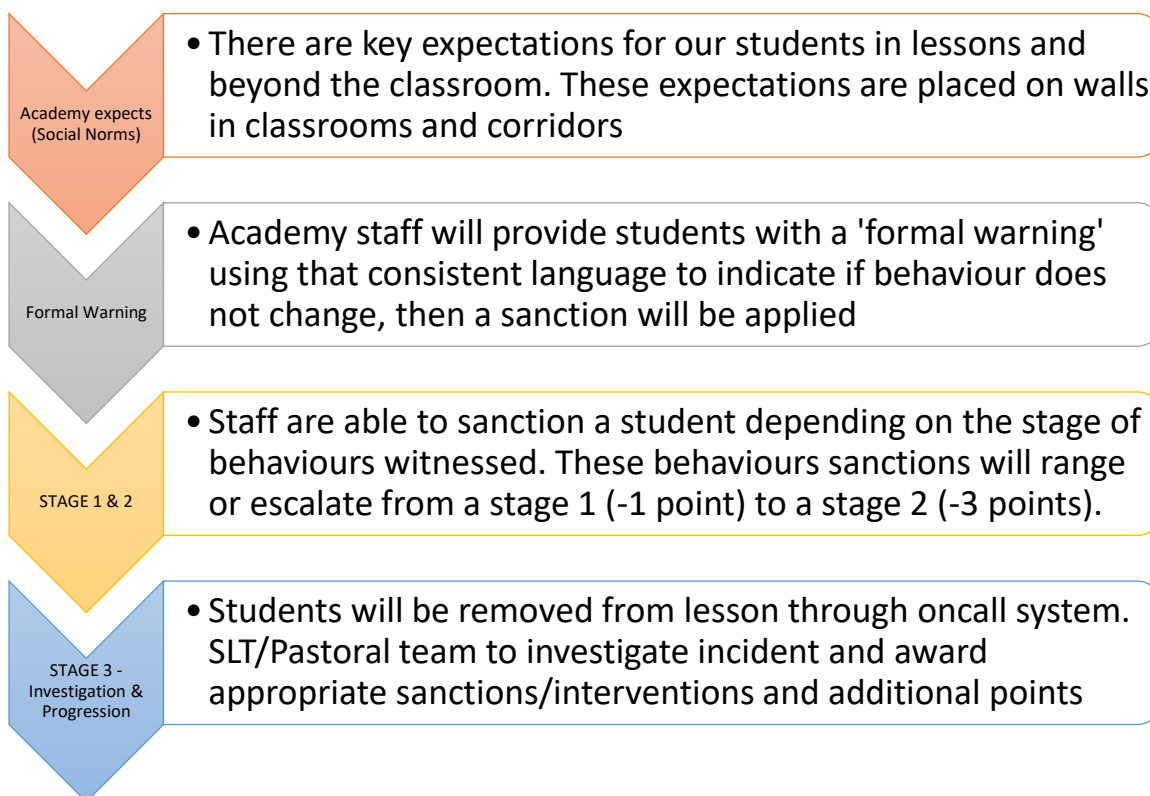 Academy expects
(Social Norms)
• There are key expectations for our students in lessons and
beyond the classroom. These expectations are placed on walls
in classrooms and corridors
Formal Warning
• Academy staff will provide students with a 'formal warning'
using that consistent language to indicate if behaviour does
not change, then a sanction will be applied
STAGE 1 & 2
• Staff are able to sanction a student depending on the stage of
behaviours witnessed. These behaviours sanctions will range
or escalate from a stage 1 (-1 point) to a stage 2 (-3 points).
STAGE 3 -
Investigation &
Progression
• Students will be removed from lesson through oncall system.
SLT/Pastoral team to investigate incident and award
appropriate sanctions/interventions and additional points